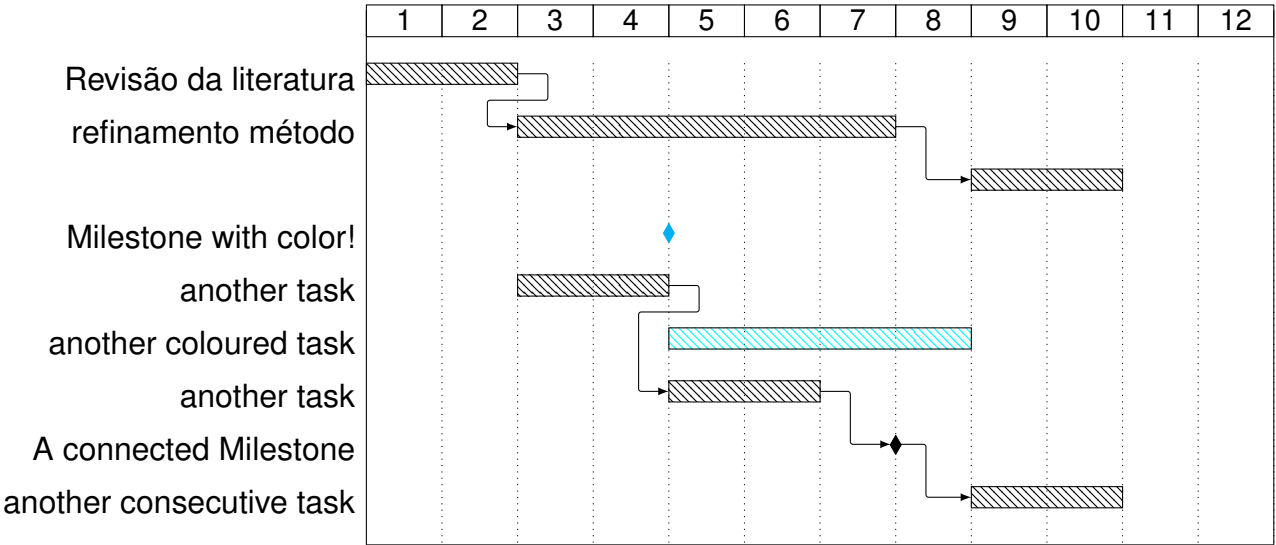 1 2 3 4 5 6 7 8 9 10 11 12
Revisão da literatura
refinamento método
Milestone with color!
another task
another coloured task
another task
A connected Milestone
another consecutive task